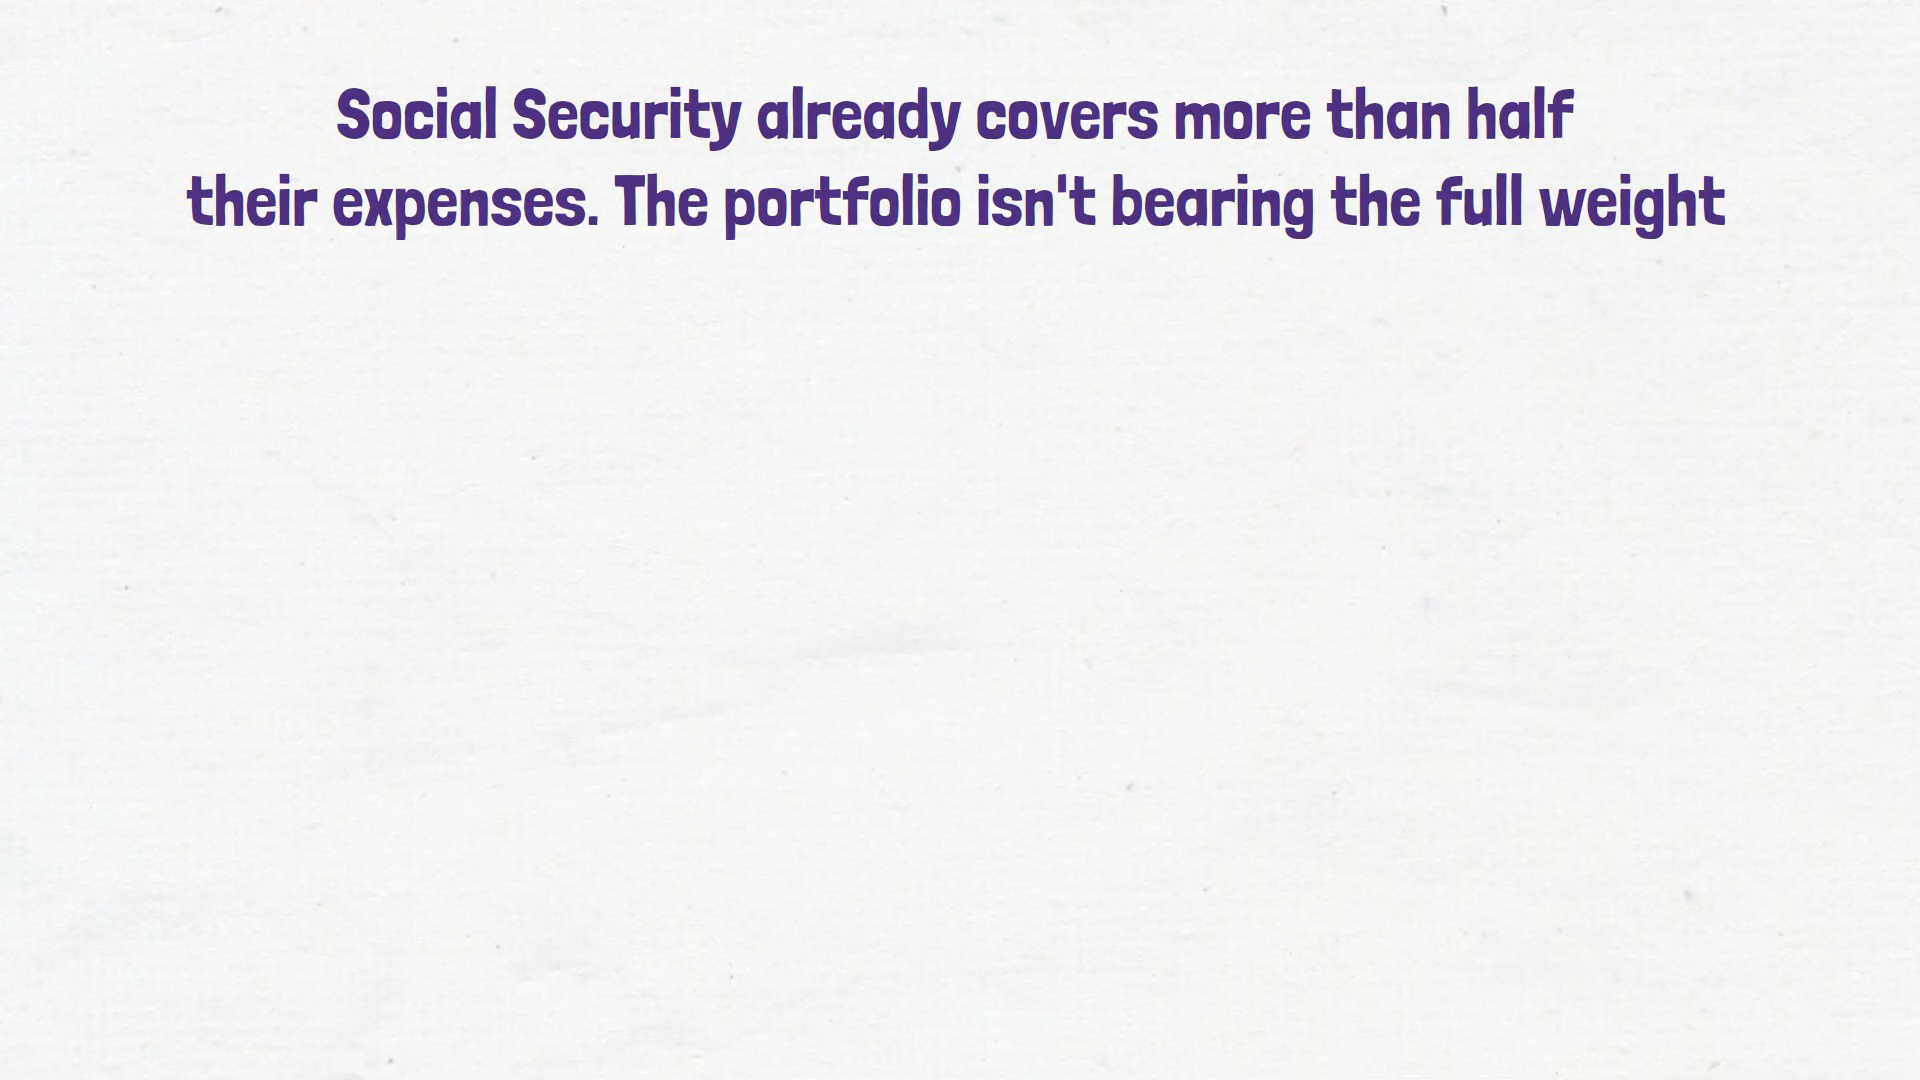 Social Security already covers more than half
their expenses. The portfolio isn't bearing the full weight